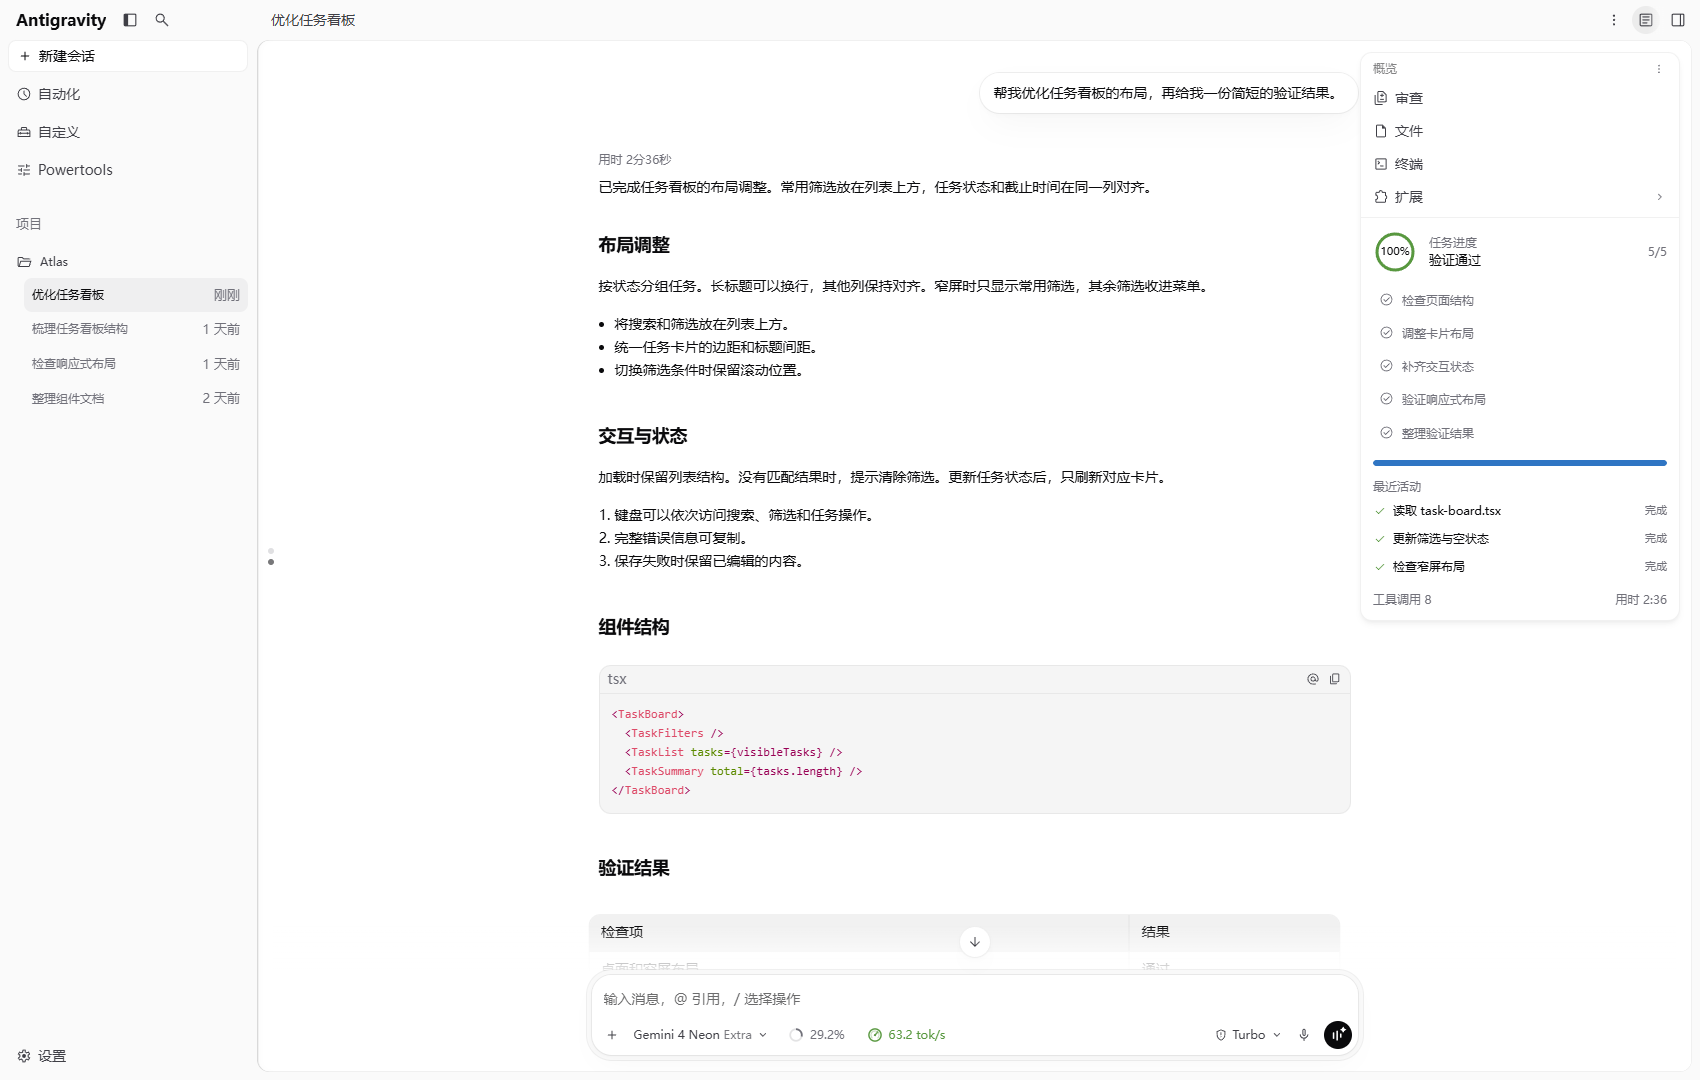 Antigravity
新建会话
自动化
自定义
Powertools
项目
Atlas
优化任务看板 刚刚
梳理任务看板结构 1 天前
检查响应式布局 1 天前
整理组件文档 2 天前
设置
优化任务看板
帮我优化任务看板的布局，再给我一份简短的验证结果。
用时 2分36秒
已完成任务看板的布局调整。常用筛选放在列表上方，任务状态和截止时间在同一列对齐。
布局调整
按状态分组任务。长标题可以换行，其他列保持对齐。窄屏时只显示常用筛选，其余筛选收进菜单。
• 将搜索和筛选放在列表上方。
• 统一任务卡片的边距和标题间距。
• 切换筛选条件时保留滚动位置。
交互与状态
加载时保留列表结构。没有匹配结果时，提示清除筛选。更新任务状态后，只刷新对应卡片。
1. 键盘可以依次访问搜索、筛选和任务操作。
2. 完整错误信息可复制。
3. 保存失败时保留已编辑的内容。
组件结构
tsx
<TaskBoard>
  <TaskFilters />
  <TaskList tasks={visibleTasks} />
  <TaskSummary total={tasks.length} />
</TaskBoard>
验证结果
检查项 结果
桌面和窄屏布局 通过
输入消息，@ 引用，/ 选择操作
Gemini 4 Neon Extra 29.2% 63.2 tok/s Turbo
概览
审查
文件
终端
扩展
100% 任务进度 5/5
验证通过
检查页面结构
调整卡片布局
补齐交互状态
验证响应式布局
整理验证结果
最近活动
读取 task-board.tsx 完成
更新筛选与空状态 完成
检查窄屏布局 完成
工具调用 8 用时 2:36